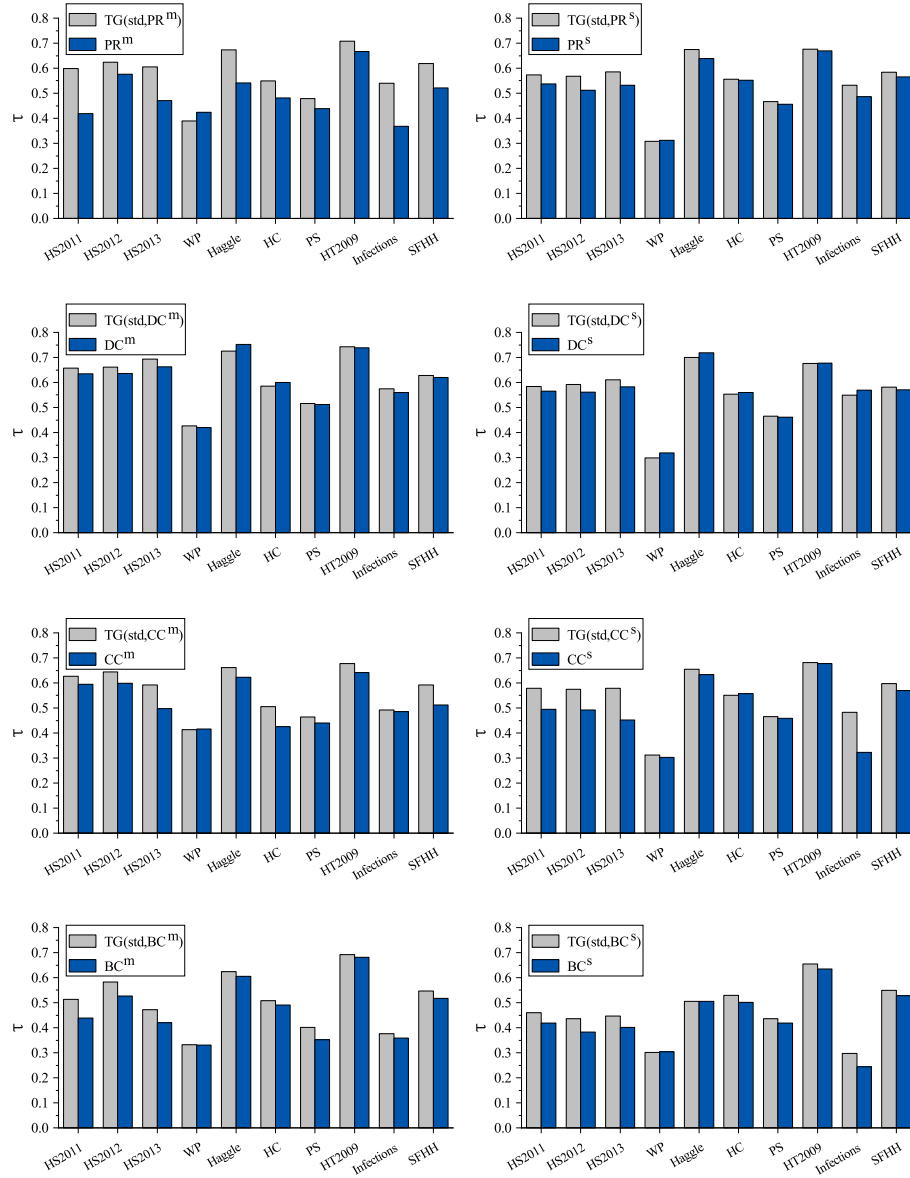 TG(std,PR^m)
PR^m
0.8
0.7
0.6
0.5
0.4
0.3
0.2
0.1
0.0
τ
HS2011 HS2012 HS2013 WP Haggle HC PS HT2009 Infections SFHH
TG(std,PR^s)
PR^s
0.8
0.7
0.6
0.5
0.4
0.3
0.2
0.1
0.0
τ
HS2011 HS2012 HS2013 WP Haggle HC PS HT2009 Infections SFHH
TG(std,DC^m)
DC^m
0.8
0.7
0.6
0.5
0.4
0.3
0.2
0.1
0.0
τ
HS2011 HS2012 HS2013 WP Haggle HC PS HT2009 Infections SFHH
TG(std,DC^s)
DC^s
0.8
0.7
0.6
0.5
0.4
0.3
0.2
0.1
0.0
τ
HS2011 HS2012 HS2013 WP Haggle HC PS HT2009 Infections SFHH
TG(std,CC^m)
CC^m
0.8
0.7
0.6
0.5
0.4
0.3
0.2
0.1
0.0
τ
HS2011 HS2012 HS2013 WP Haggle HC PS HT2009 Infections SFHH
TG(std,CC^s)
CC^s
0.8
0.7
0.6
0.5
0.4
0.3
0.2
0.1
0.0
τ
HS2011 HS2012 HS2013 WP Haggle HC PS HT2009 Infections SFHH
TG(std,BC^m)
BC^m
0.8
0.7
0.6
0.5
0.4
0.3
0.2
0.1
0.0
τ
HS2011 HS2012 HS2013 WP Haggle HC PS HT2009 Infections SFHH
TG(std,BC^s)
BC^s
0.8
0.7
0.6
0.5
0.4
0.3
0.2
0.1
0.0
τ
HS2011 HS2012 HS2013 WP Haggle HC PS HT2009 Infections SFHH